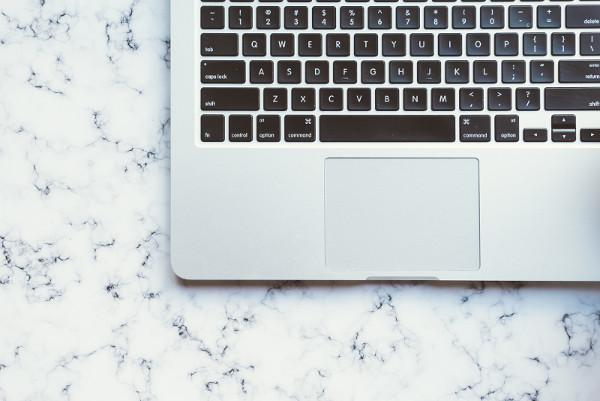 ~ ! @ # $ % ^ & * ( ) _ +
` 1 2 3 4 5 6 7 8 9 0 - = delete
tab Q W E R T Y U I O P { [ } ] | \
caps lock A S D F G H J K L : ; " ' enter return
shift Z X C V B N M < , > . ? / shift
fn control alt option ⌘ command ⌘ command alt option ◀ ▲ ▼ ▶